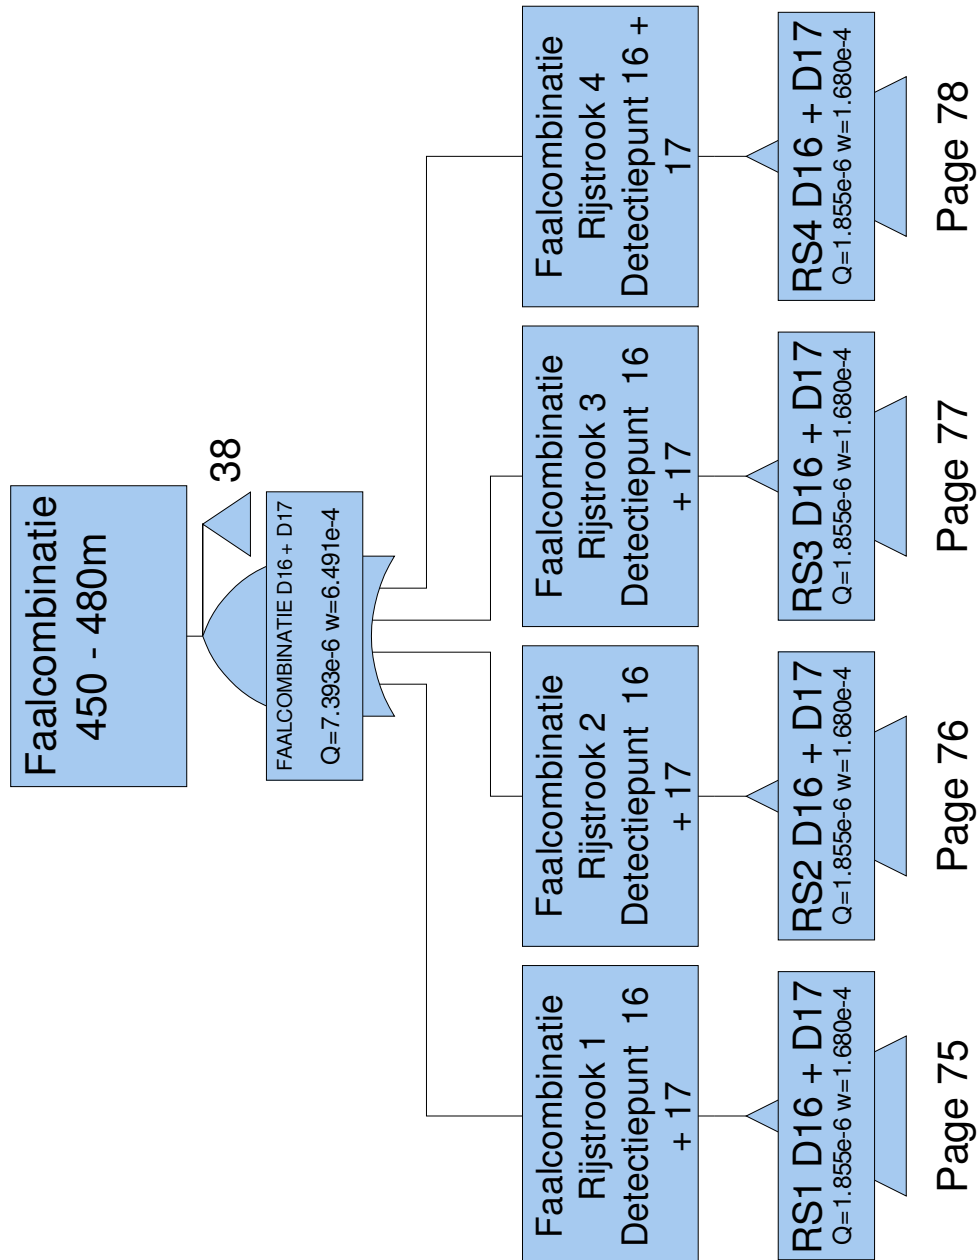 Faalcombinatie
450 - 480m
38
FAALCOMBINATIE D16 + D17
Q=7.393e-6 w=6.491e-4
Faalcombinatie
Rijstrook 1
Detectiepunt 16
+ 17
RS1 D16 + D17
Q=1.855e-6 w=1.680e-4
Page 75
Faalcombinatie
Rijstrook 2
Detectiepunt 16
+ 17
RS2 D16 + D17
Q=1.855e-6 w=1.680e-4
Page 76
Faalcombinatie
Rijstrook 3
Detectiepunt 16
+ 17
RS3 D16 + D17
Q=1.855e-6 w=1.680e-4
Page 77
Faalcombinatie
Rijstrook 4
Detectiepunt 16 +
17
RS4 D16 + D17
Q=1.855e-6 w=1.680e-4
Page 78